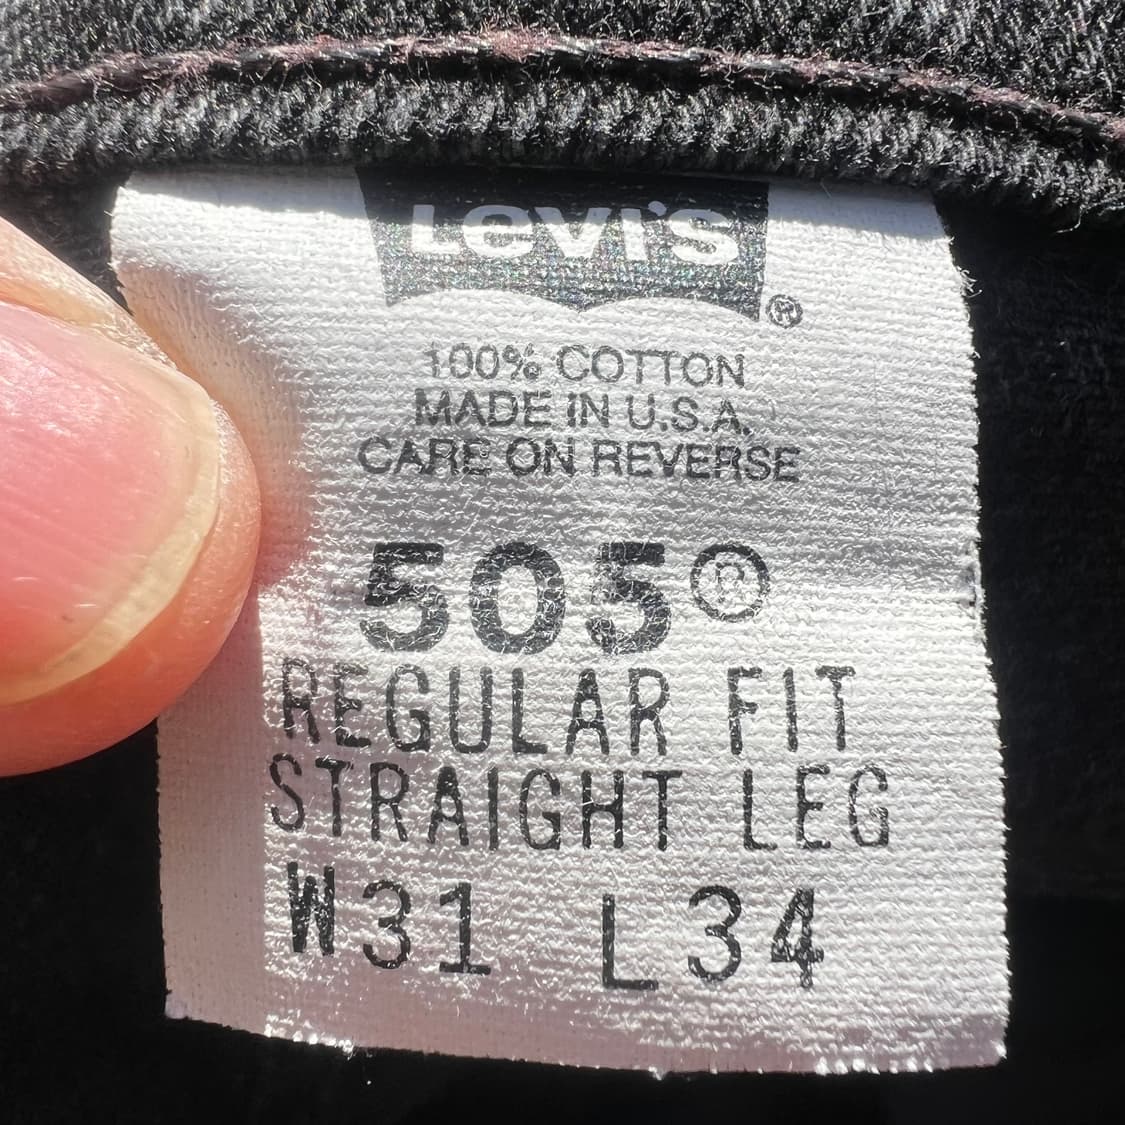 Levi's ®
100% COTTON
MADE IN U.S.A.
CARE ON REVERSE
505®
REGULAR FIT
STRAIGHT LEG
W31 L34